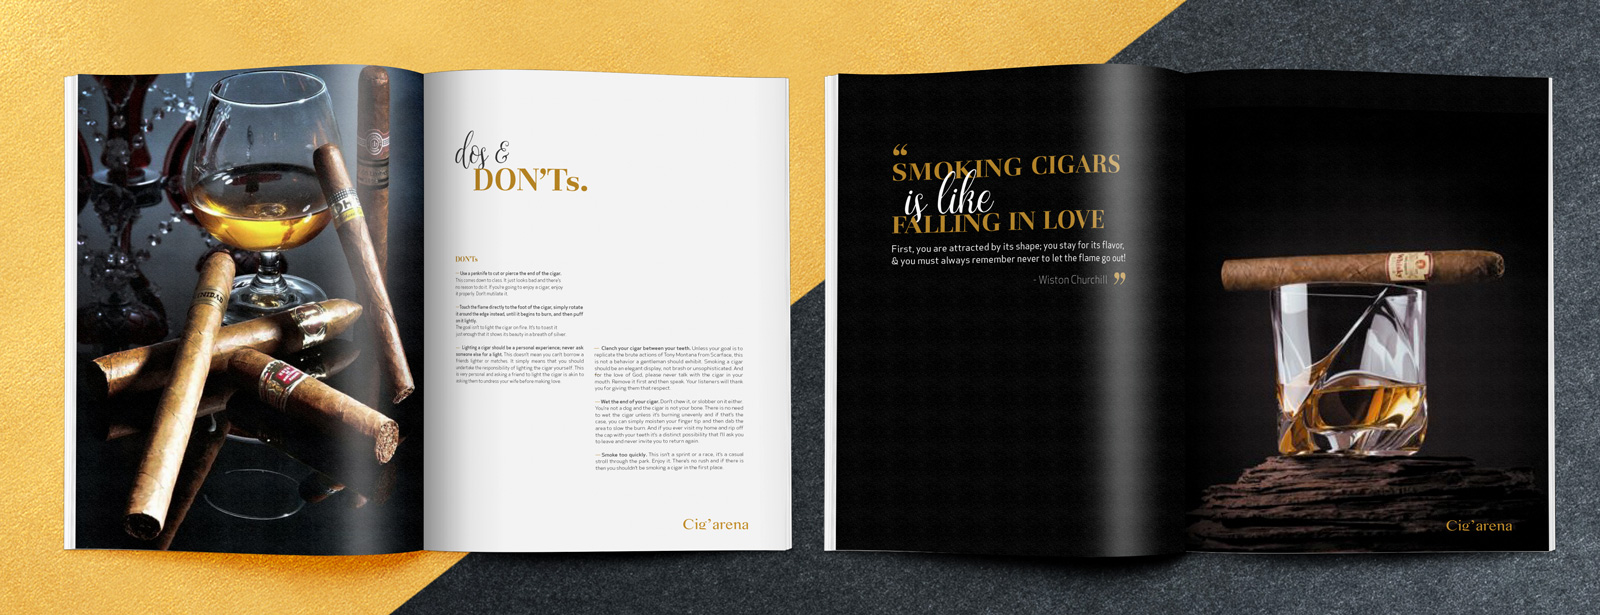 TRINIDAD
dos &
DON'Ts.
DON'Ts
— Use a penknife to cut or pierce the end of the cigar.
This comes down to class. It just looks bad and there's
no reason to do it. If you're going to enjoy a cigar, enjoy
it properly. Don't mutilate it.
— Touch the flame directly to the foot of the cigar, simply rotate
it around the edge instead, until it begins to burn, and then puff
on it lightly.
The goal isn't to light the cigar on fire. It's to toast it
just enough that it shows its beauty in a breath of silver.
— Lighting a cigar should be a personal experience; never ask
someone else for a light. This doesn't mean you can't borrow a
friends lighter or matches. It simply means that you should
undertake the responsibility of lighting the cigar yourself. This
is very personal and asking a friend to light the cigar is akin to
asking them to undress your wife before making love.
— Clench your cigar between your teeth. Unless your goal is to
replicate the brute actions of Tony Montana from Scarface, this
is not a behavior a gentleman should exhibit. Smoking a cigar
should be an elegant display, not brash or unsophisticated. And
for the love of God, please never talk with the cigar in your
mouth. Remove it first and then speak. Your listeners will thank
you for giving them that respect.
— Wet the end of your cigar. Don't chew it, or slobber on it either.
You're not a dog and the cigar is not your bone. There is no need
to wet the cigar unless it's burning unevenly and if that's the
case, you can simply moisten your finger tip and then dab the
area to slow the burn. And if you ever visit my home and rip off
the cap with your teeth it's a distinct possibility that I'll ask you
to leave and never invite you to return again.
— Smoke too quickly. This isn't a sprint or a race, it's a casual
stroll through the park. Enjoy it. There's no rush and if there is
then you shouldn't be smoking a cigar in the first place.
Cig'arena
“
SMOKING CIGARS
is like
FALLING IN LOVE
First, you are attracted by its shape; you stay for its flavor,
& you must always remember never to let the flame go out!
- Wiston Churchill ”
Cig'arena